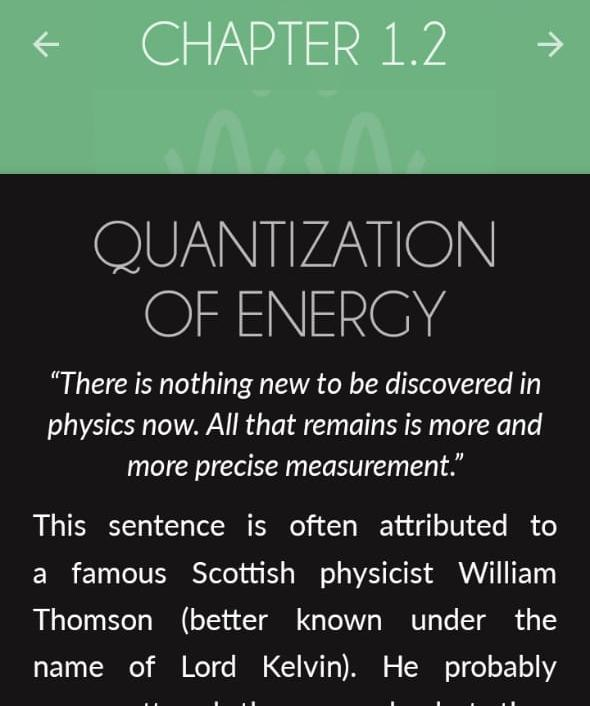 CHAPTER 1.2
QUANTIZATION
OF ENERGY
“There is nothing new to be discovered in
physics now. All that remains is more and
more precise measurement.”
This sentence is often attributed to
a famous Scottish physicist William
Thomson (better known under the
name of Lord Kelvin). He probably